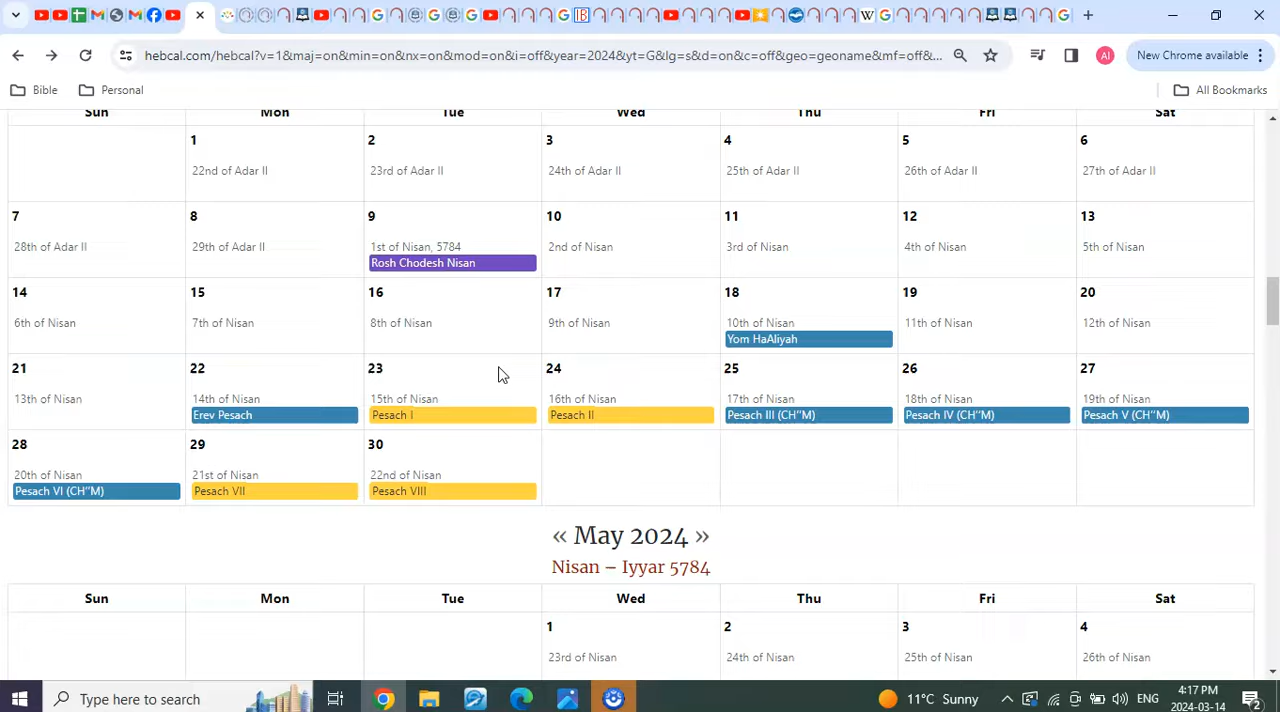 hebcal.com/hebcal?v=1&maj=on&min=on&nx=on&mod=on&i=off&year=2024&yt=G&lg=s&d=on&c=off&geo=geoname&mf=off&...
AI
New Chrome available
Bible
Personal
All Bookmarks
Sun Mon Tue Wed Thu Fri Sat
1 2 3 4 5 6
22nd of Adar II 23rd of Adar II 24th of Adar II 25th of Adar II 26th of Adar II 27th of Adar II
7 8 9 10 11 12 13
28th of Adar II 29th of Adar II 1st of Nisan, 5784 2nd of Nisan 3rd of Nisan 4th of Nisan 5th of Nisan
Rosh Chodesh Nisan
14 15 16 17 18 19 20
6th of Nisan 7th of Nisan 8th of Nisan 9th of Nisan 10th of Nisan 11th of Nisan 12th of Nisan
Yom HaAliyah
21 22 23 24 25 26 27
13th of Nisan 14th of Nisan 15th of Nisan 16th of Nisan 17th of Nisan 18th of Nisan 19th of Nisan
Erev Pesach Pesach I Pesach II Pesach III (CH’’M) Pesach IV (CH’’M) Pesach V (CH’’M)
28 29 30
20th of Nisan 21st of Nisan 22nd of Nisan
Pesach VI (CH’’M) Pesach VII Pesach VIII
« May 2024 »
Nisan – Iyyar 5784
Sun Mon Tue Wed Thu Fri Sat
1 2 3 4
23rd of Nisan 24th of Nisan 25th of Nisan 26th of Nisan
Type here to search
11°C Sunny
ENG
4:17 PM
2024-03-14
2